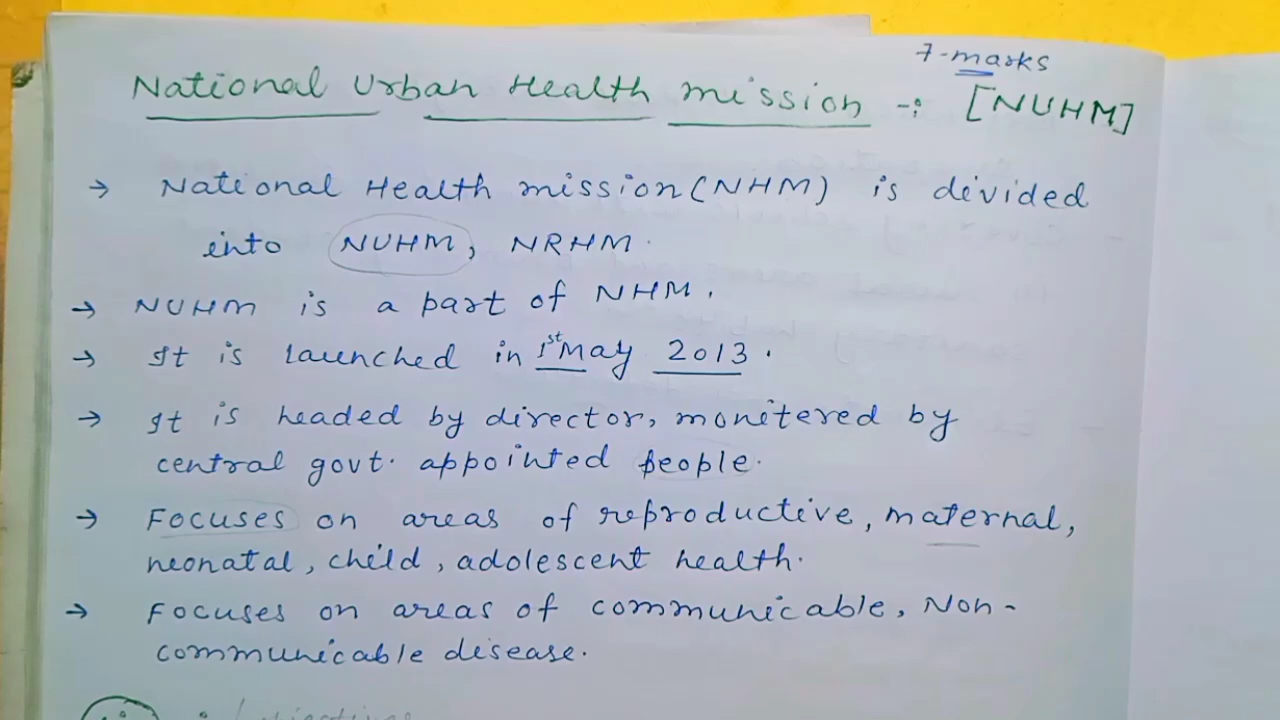 7-marks
National Urban Health mission -: [NUHM]
→ National Health mission (NHM) is divided
into NUHM, NRHM.
→ NUHM is a part of NHM.
→ It is launched in 1st May 2013.
→ It is headed by director, monitered by
central govt. appointed people.
→ Focuses on areas of reproductive, maternal,
neonatal, child, adolescent health.
→ Focuses on areas of communicable, Non-
communicable disease.